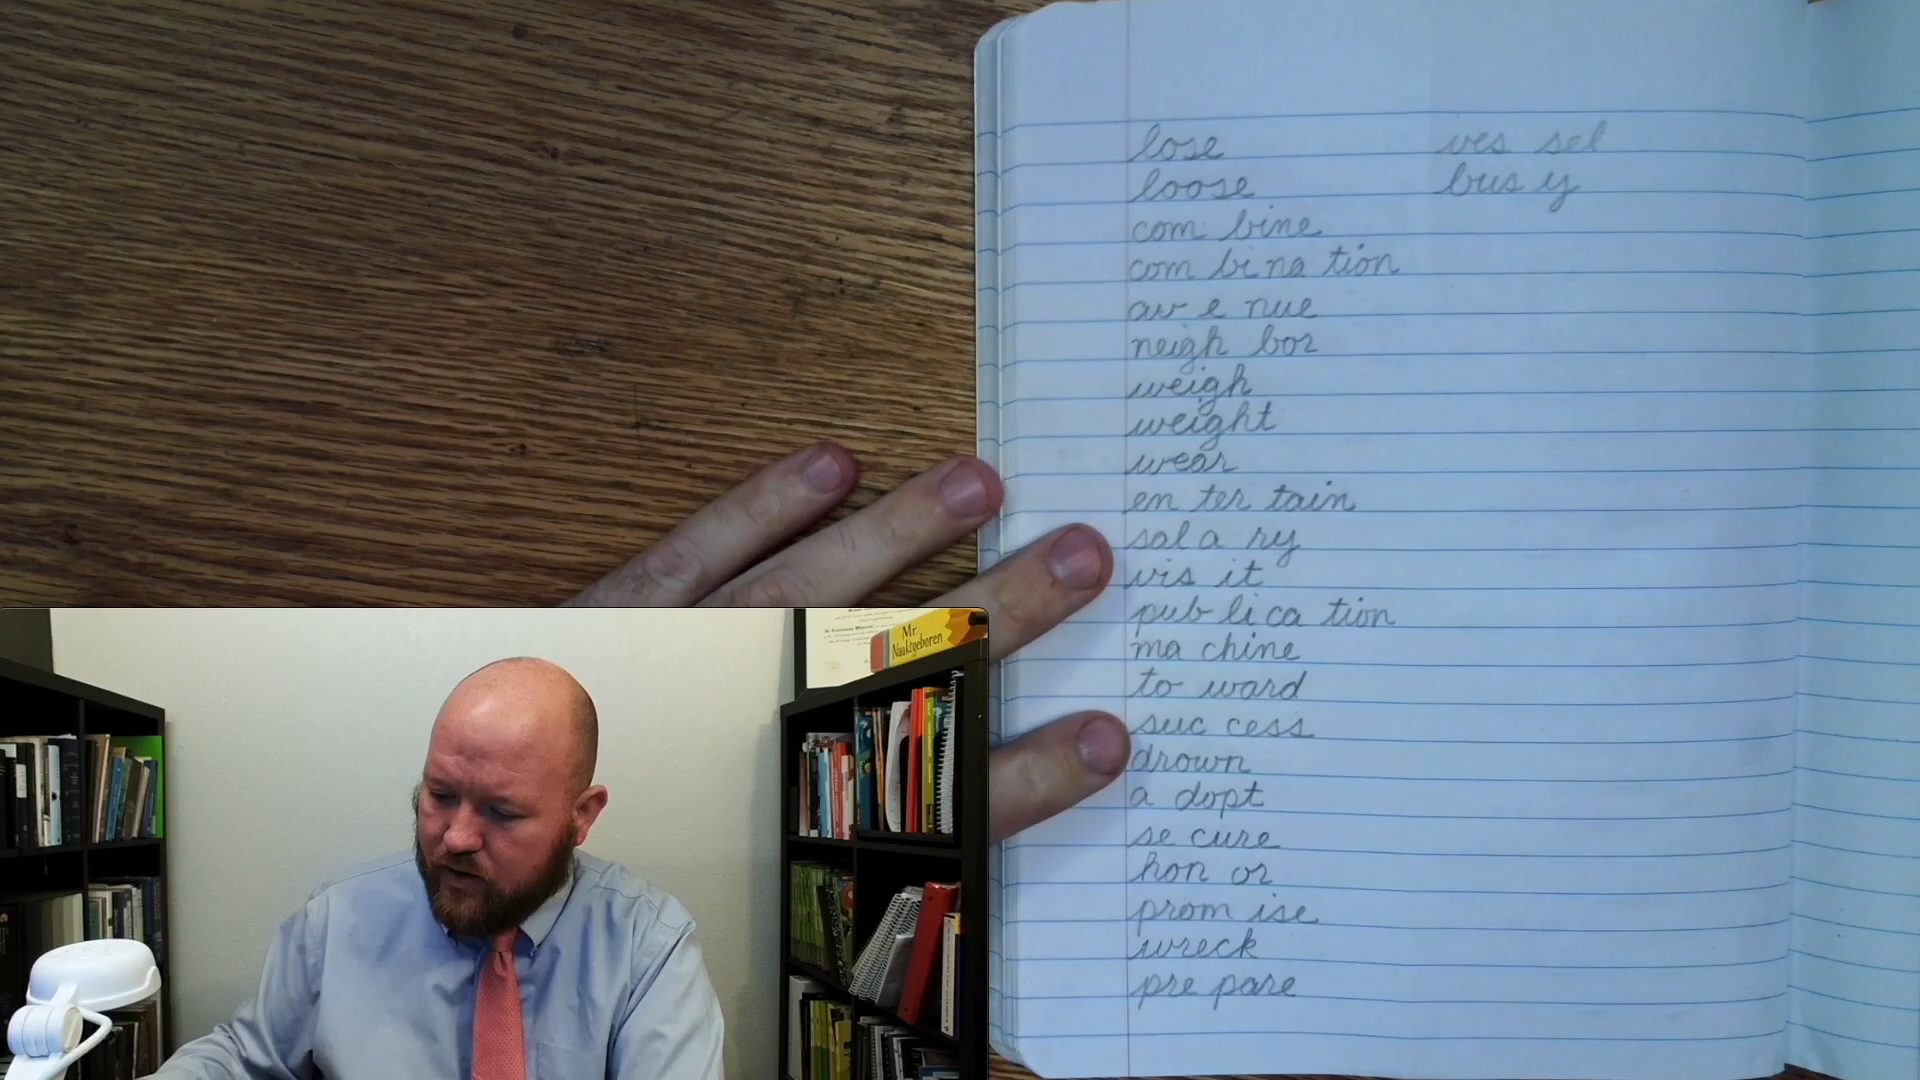 lose
loose
com bine
com bi na tion
av e nue
neigh bor
weigh
weight
wear
en ter tain
sal a ry
vis it
pub li ca tion
ma chine
to ward
suc cess
drown
a dopt
se cure
hon or
prom ise
wreck
pre pare
ves sel
bus y
Mr.
Naaktgeboren